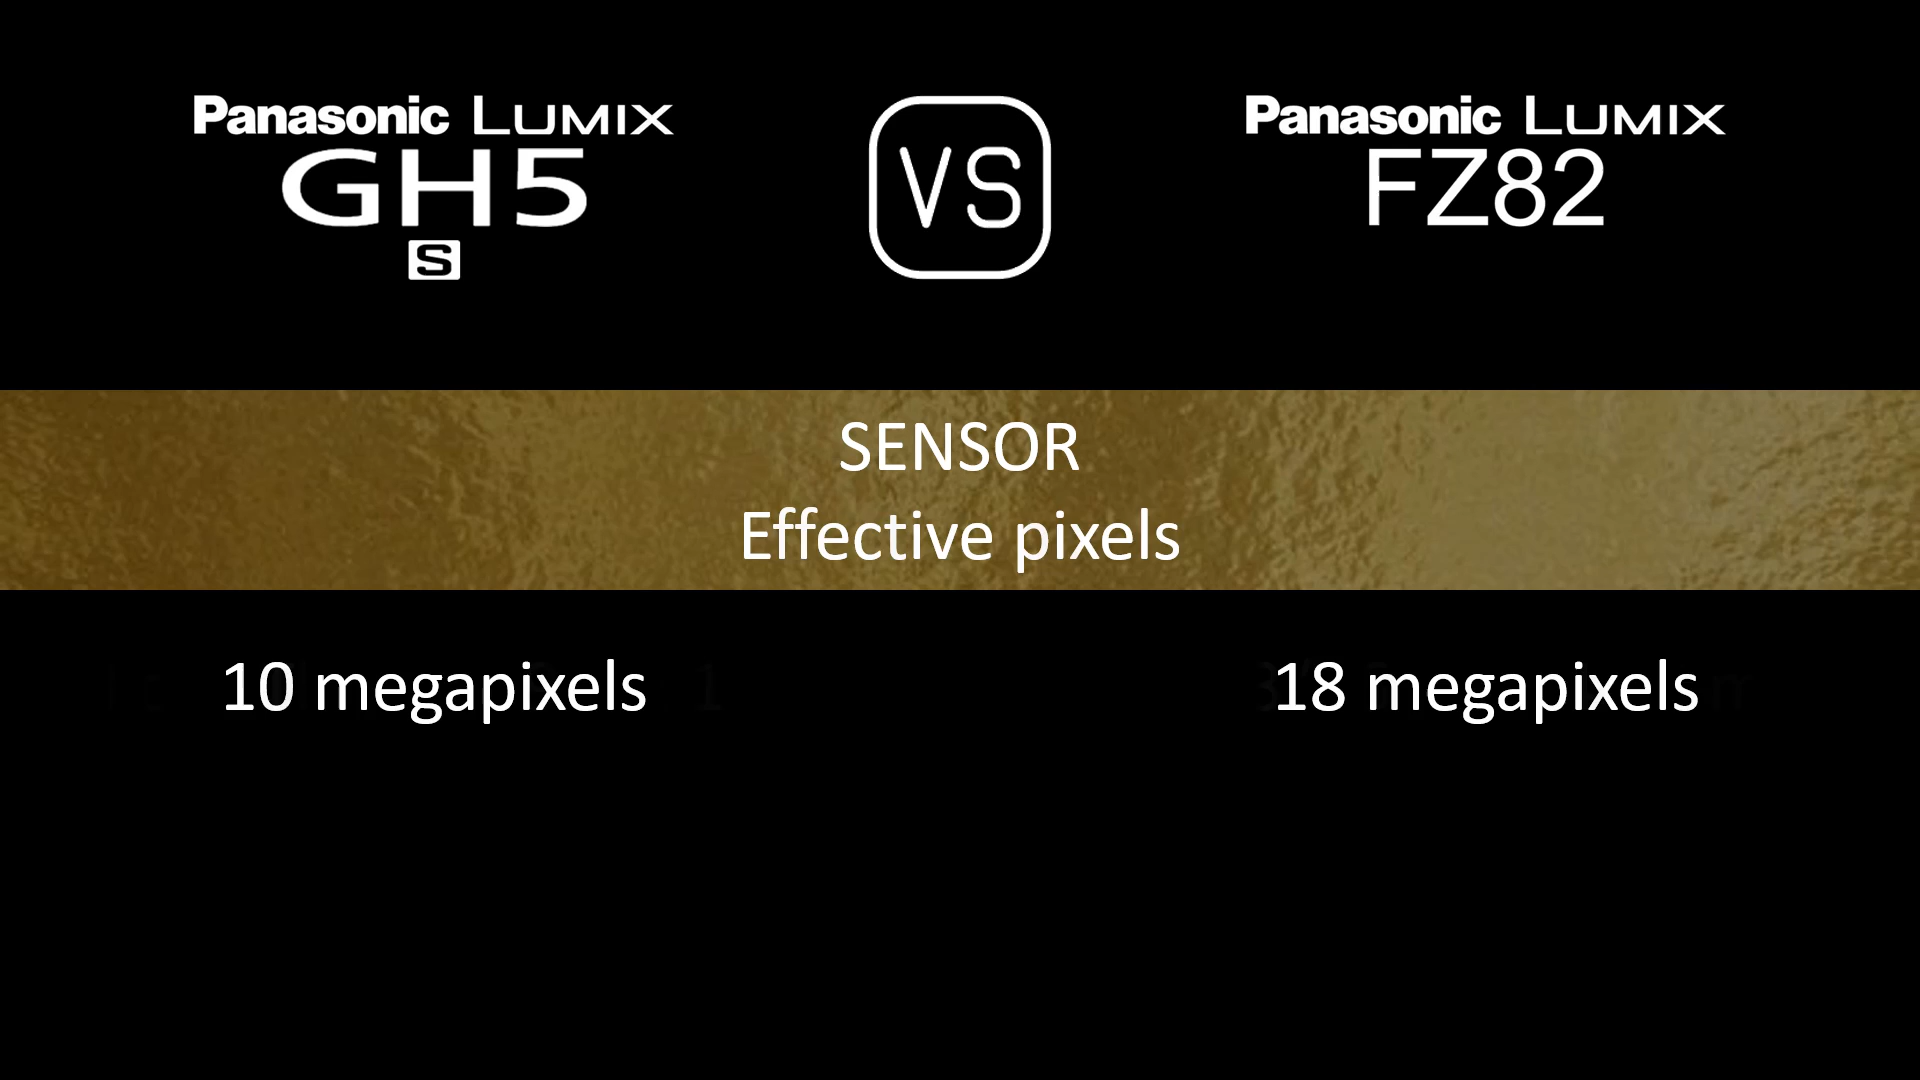 Panasonic LUMIX
GH5
S
VS
Panasonic LUMIX
FZ82
SENSOR
Effective pixels
10 megapixels
18 megapixels